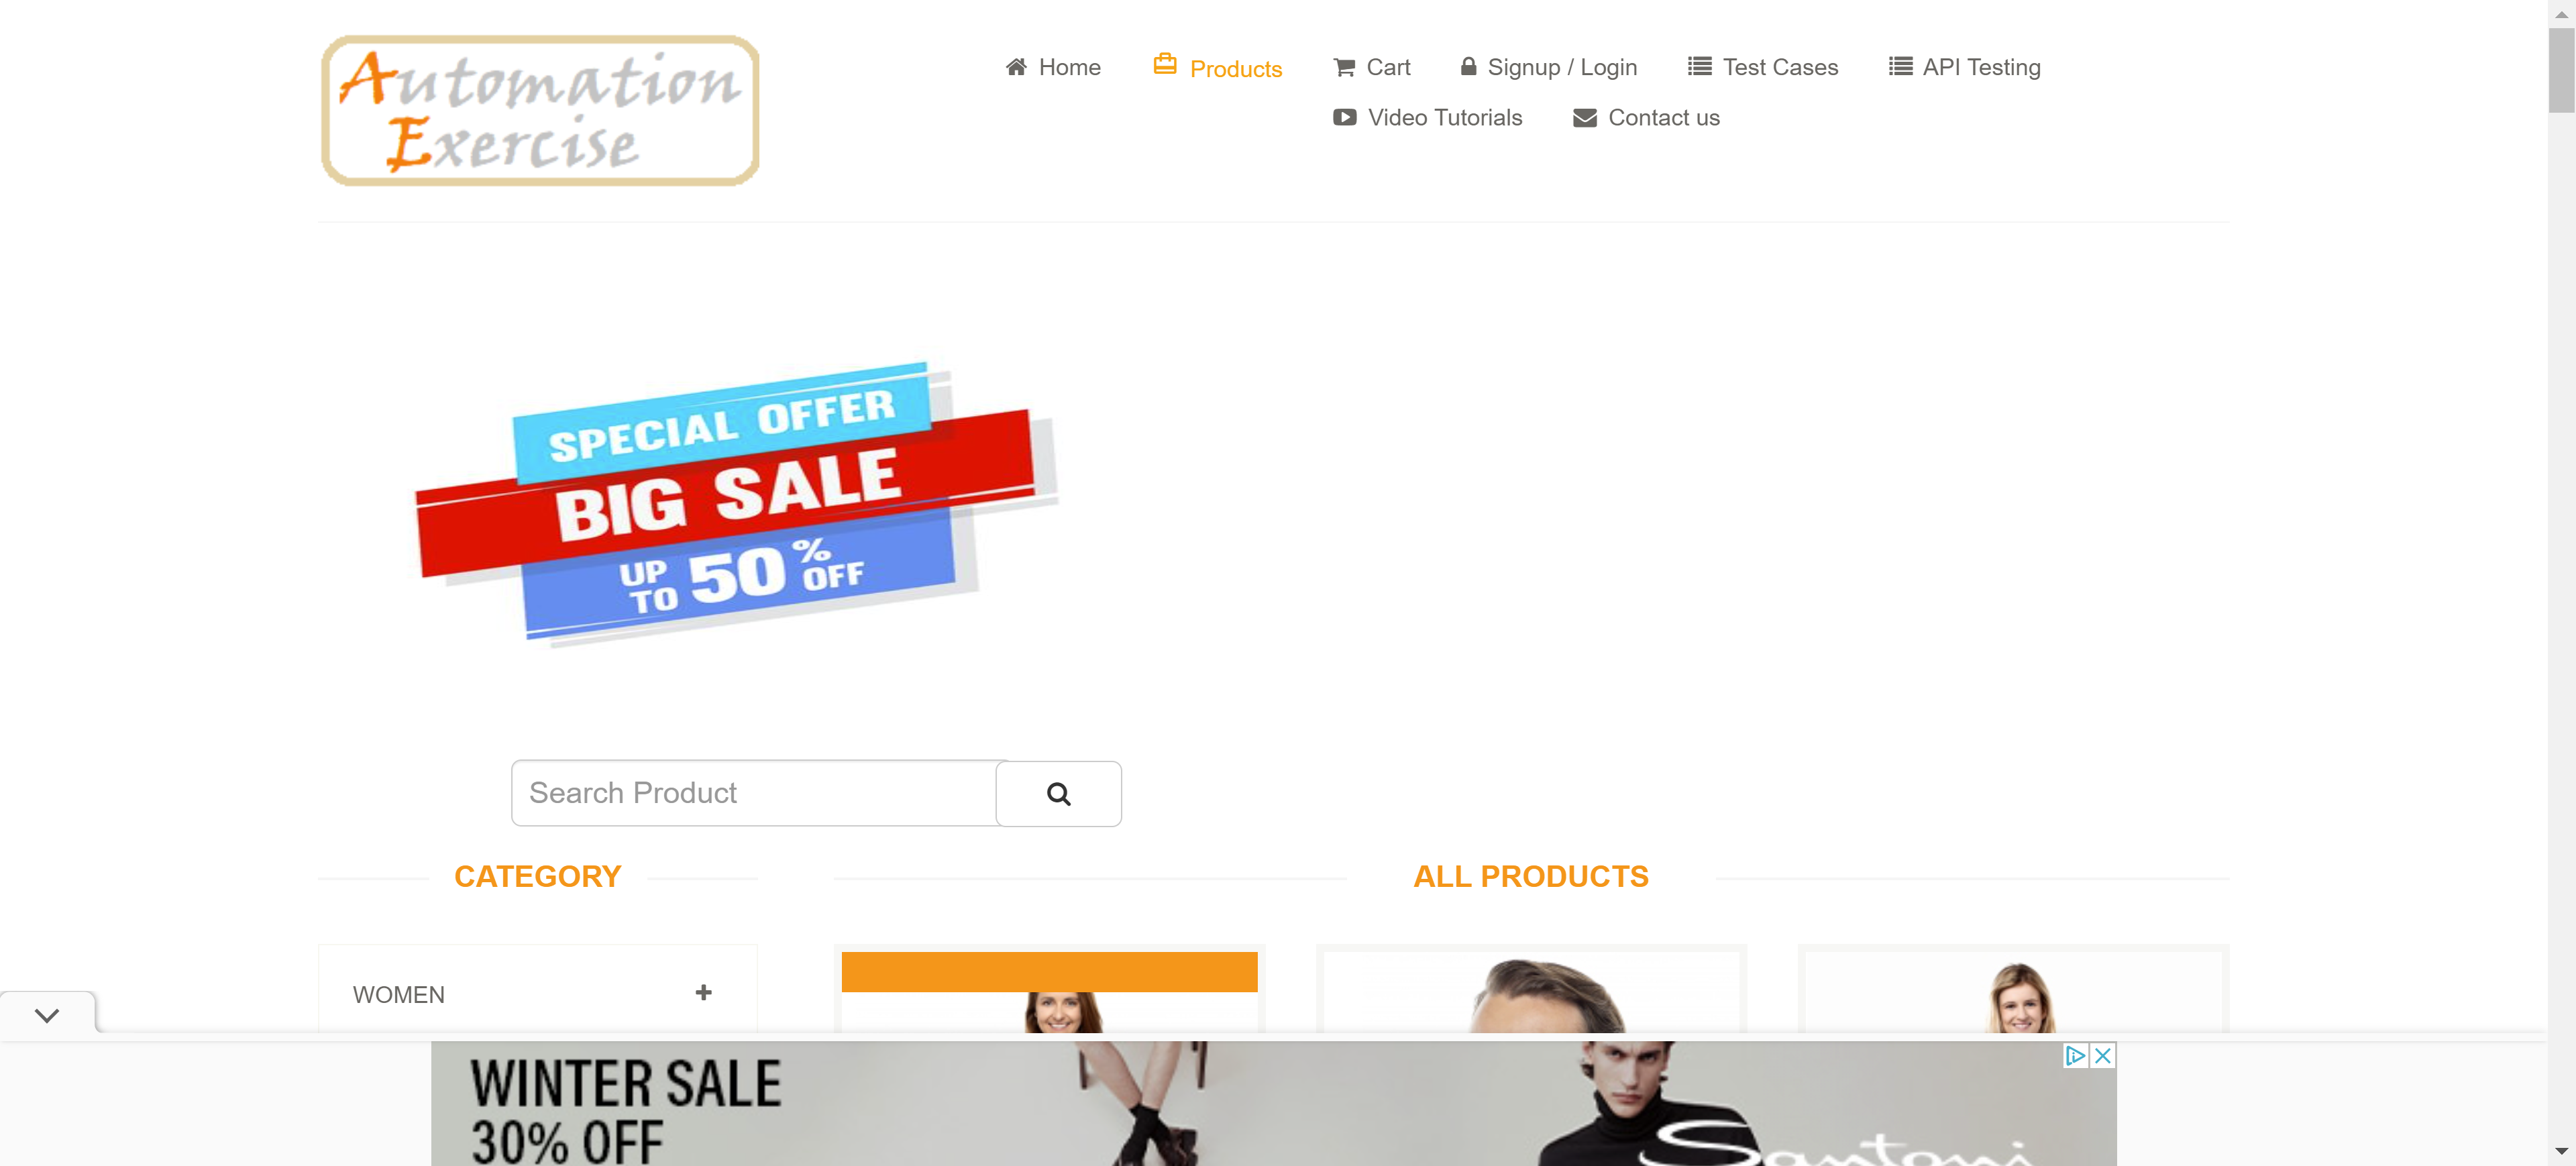 Automation
Exercise
Home
Products
Cart
Signup / Login
Test Cases
API Testing
Video Tutorials
Contact us
SPECIAL OFFER
BIG SALE
UP TO 50% OFF
Search Product
CATEGORY
ALL PRODUCTS
WOMEN
WINTER SALE
30% OFF
Santoni